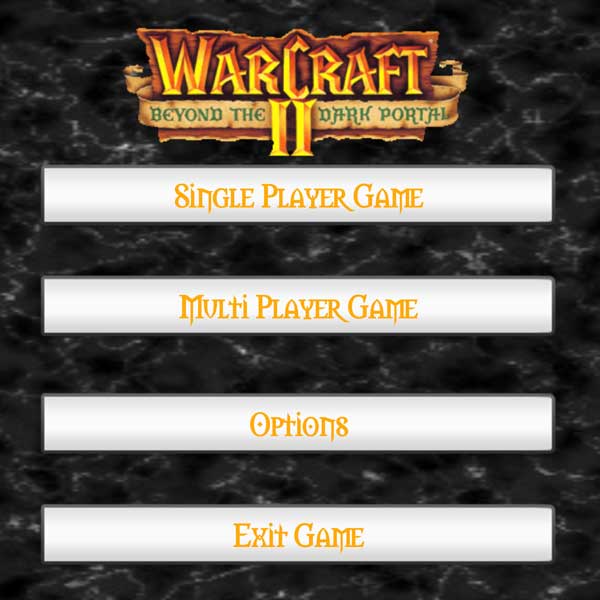 WARCRAFT
II
BEYOND THE DARK PORTAL
Single Player Game
Multi Player Game
Options
Exit Game